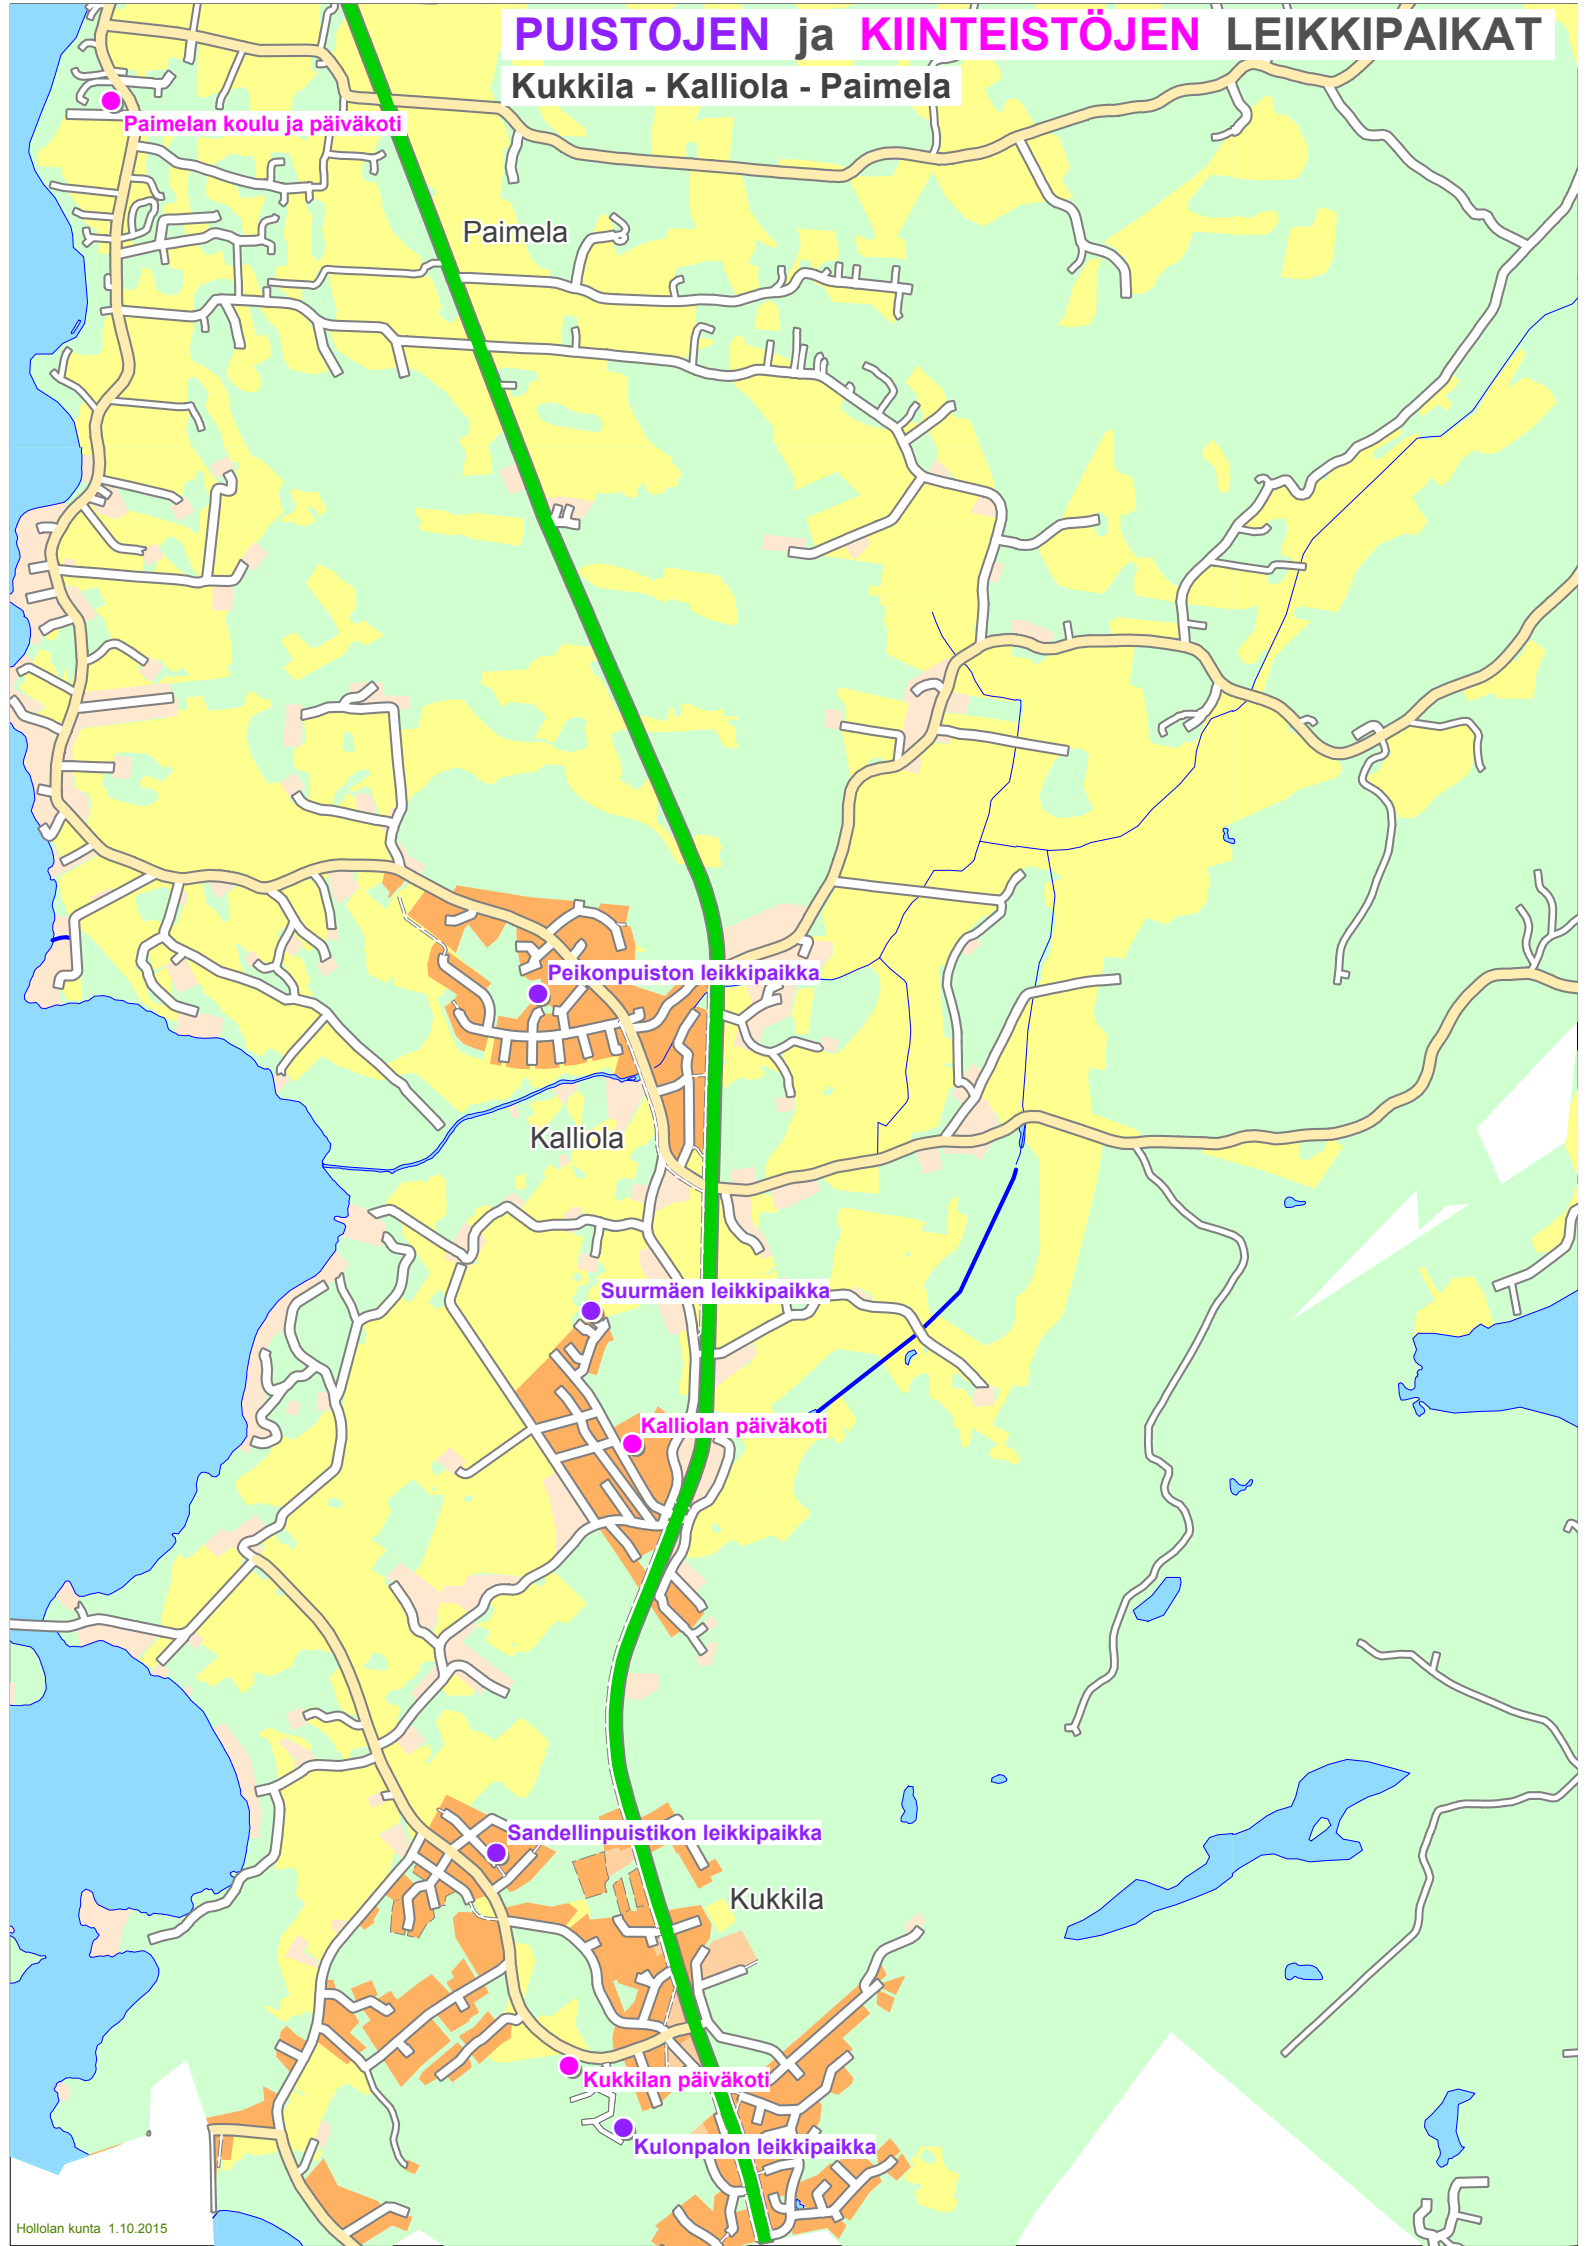 PUISTOJEN ja KIINTEISTÖJEN LEIKKIPAIKAT
Kukkila - Kalliola - Paimela
Paimelan koulu ja päiväkoti
Paimela
Peikonpuiston leikkipaikka
Kalliola
Suurmäen leikkipaikka
Kalliolan päiväkoti
Sandellinpuistikon leikkipaikka
Kukkila
Kukkilan päiväkoti
Kulonpalon leikkipaikka
Hollolan kunta 1.10.2015